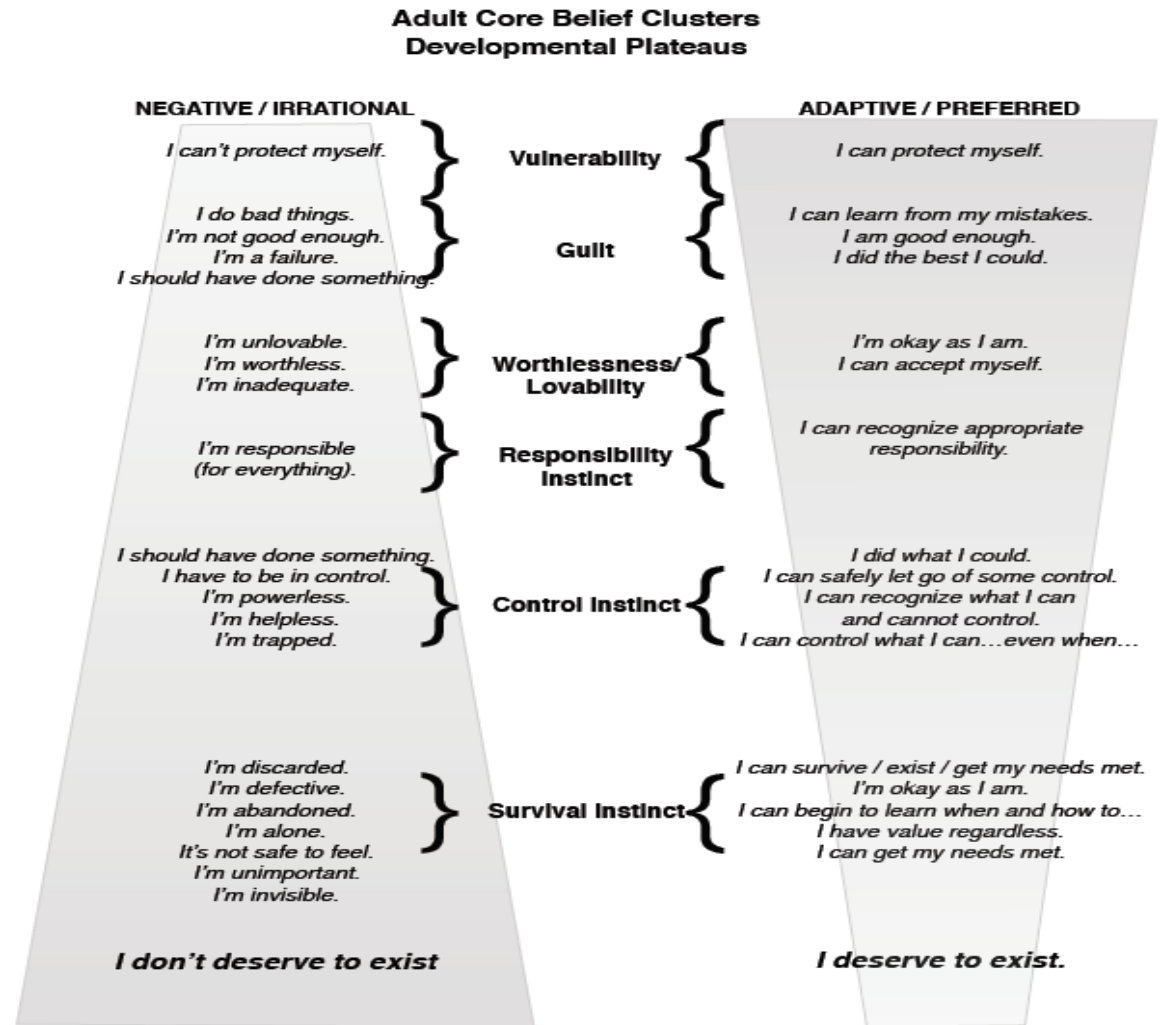 Adult Core Belief Clusters
Developmental Plateaus
NEGATIVE / IRRATIONAL
ADAPTIVE / PREFERRED
I can't protect myself.
Vulnerability
I can protect myself.
I do bad things.
I'm not good enough.
I'm a failure.
I should have done something.
Guilt
I can learn from my mistakes.
I am good enough.
I did the best I could.
I'm unlovable.
I'm worthless.
I'm inadequate.
Worthlessness/
Lovability
I'm okay as I am.
I can accept myself.
I'm responsible
(for everything).
Responsibility
Instinct
I can recognize appropriate
responsibility.
I should have done something.
I have to be in control.
I'm powerless.
I'm helpless.
I'm trapped.
Control Instinct
I did what I could.
I can safely let go of some control.
I can recognize what I can
and cannot control.
I can control what I can...even when...
I'm discarded.
I'm defective.
I'm abandoned.
I'm alone.
It's not safe to feel.
I'm unimportant.
I'm invisible.
Survival Instinct
I can survive / exist / get my needs met.
I'm okay as I am.
I can begin to learn when and how to...
I have value regardless.
I can get my needs met.
I don't deserve to exist
I deserve to exist.